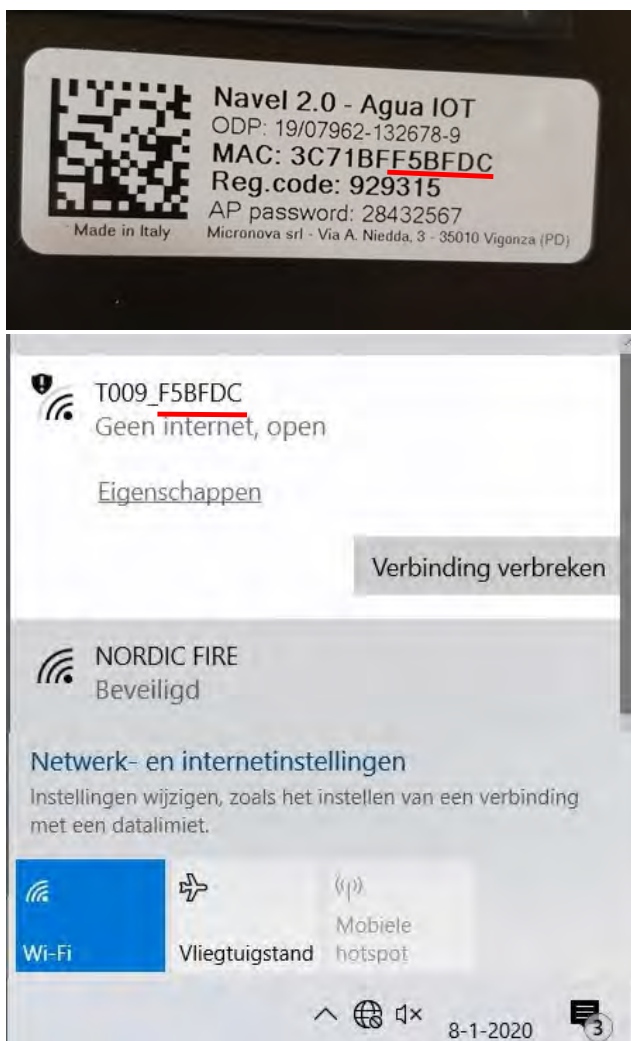 Navel 2.0 - Agua IOT
ODP: 19/07962-132678-9
MAC: 3C71BFF5BFDC
Reg.code: 929315
AP password: 28432567
Made in Italy
Micronova srl - Via A. Niedda, 3 - 35010 Vigonza (PD)
T009_F5BFDC
Geen internet, open
Eigenschappen
Verbinding verbreken
NORDIC FIRE
Beveiligd
Netwerk- en internetinstellingen
Instellingen wijzigen, zoals het instellen van een verbinding
met een datalimiet.
Wi-Fi
Vliegtuigstand
Mobiele
hotspot
8-1-2020
3